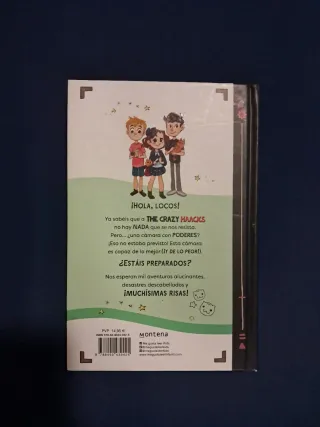 ¡HOLA, LOCOS!
Ya sabéis que a THE CRAZY HAACKS
no hay NADA que se nos resista.
Pero... ¿una cámara con PODERES?
¡Eso no estaba previsto! Esta cámara
es capaz de lo mejor (¡Y DE LO PEOR!).
¿ESTÁIS PREPARADOS?
Nos esperan mil aventuras alucinantes,
desastres descabellados y
¡MUCHÍSIMAS RISAS!
Montena